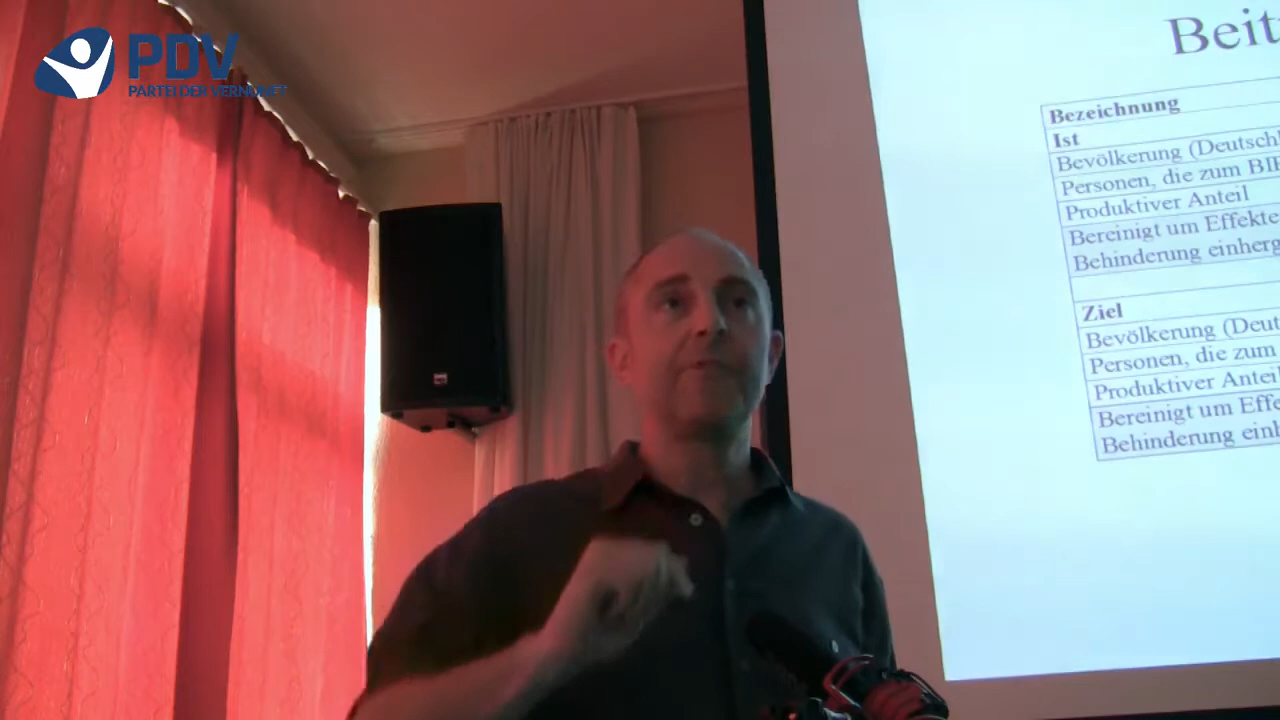 PDV
PARTEI DER VERNUNFT
Beit
Bezeichnung
Ist
Bevölkerung (Deutschl
Personen, die zum BIP
Produktiver Anteil
Bereinigt um Effekte
Behinderung einherg
Ziel
Bevölkerung (Deut
Personen, die zum
Produktiver Anteil
Bereinigt um Effe
Behinderung einh